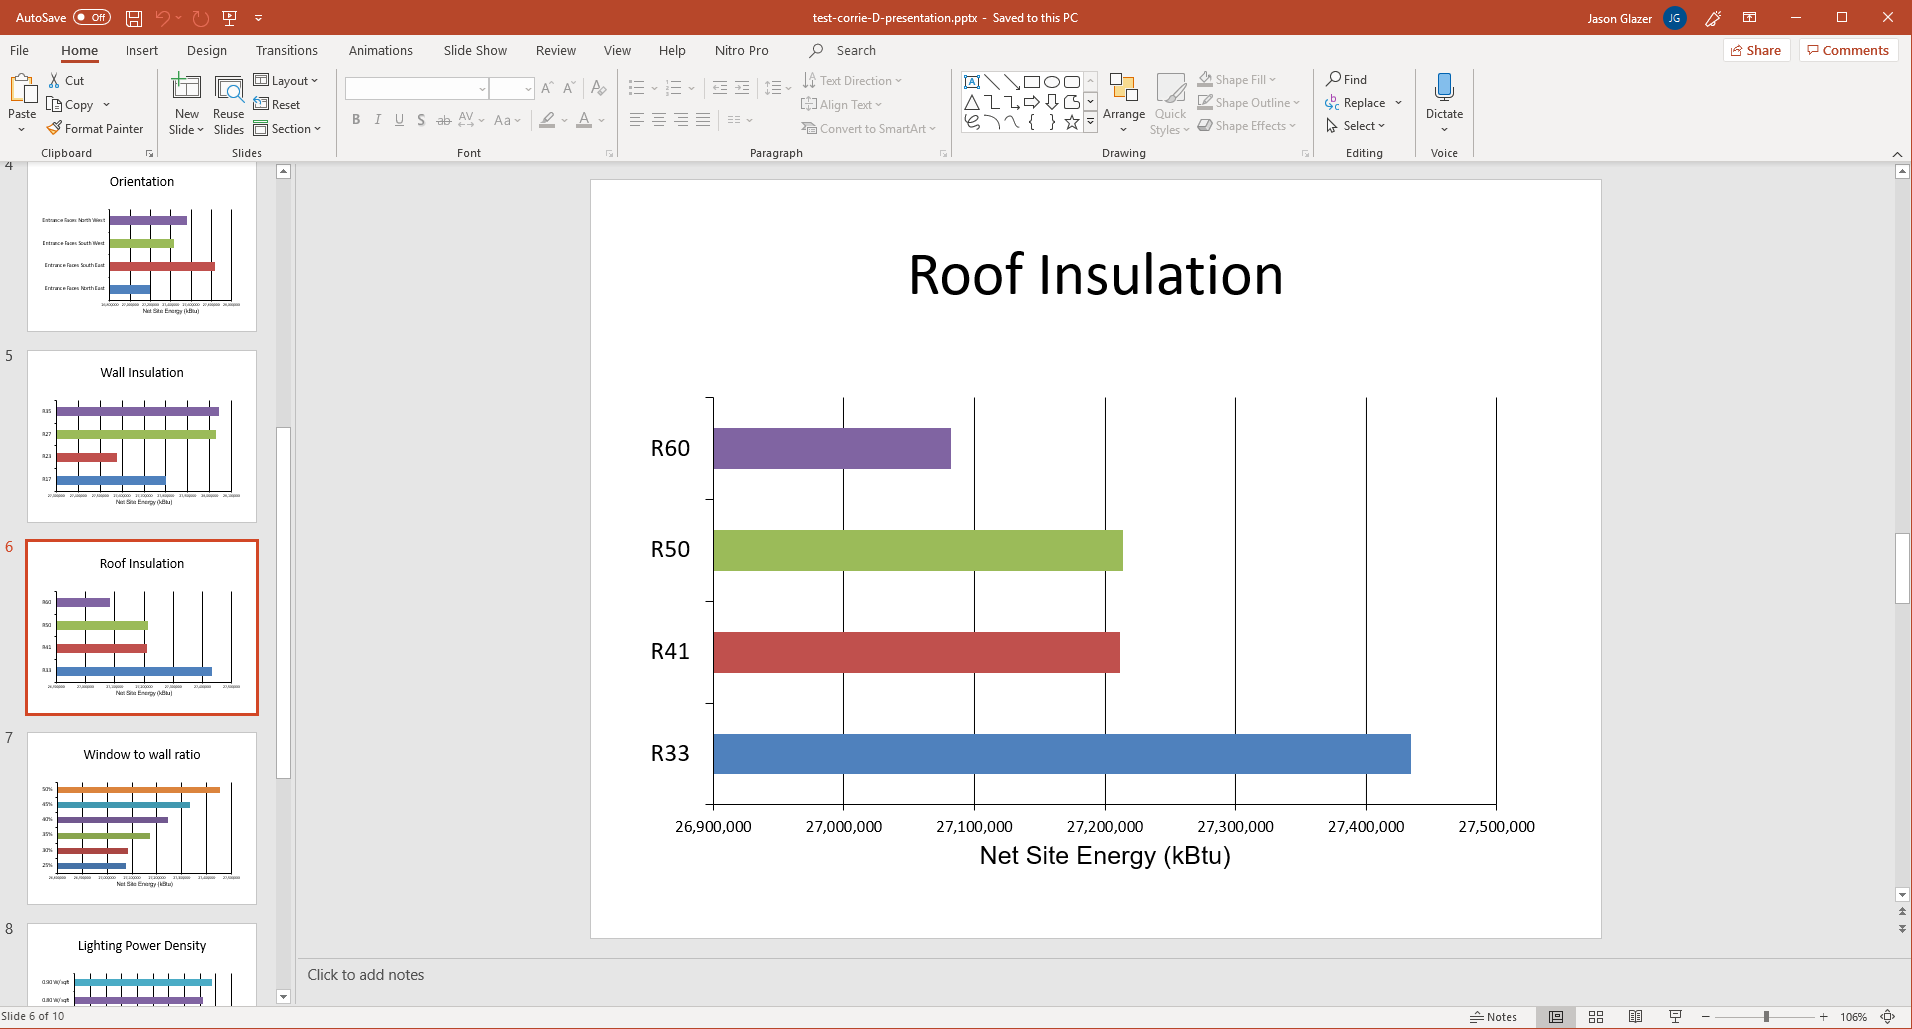 AutoSave Off
test-corrie-D-presentation.pptx - Saved to this PC
Jason Glazer JG
File Home Insert Design Transitions Animations Slide Show Review View Help Nitro Pro Search
Share Comments
Paste
Cut
Copy
Format Painter
Clipboard
New Slide
Reuse Slides
Layout
Reset
Section
Slides
B I U S ab AV Aa A
Font
Text Direction
Align Text
Convert to SmartArt
Paragraph
Arrange
Quick Styles
Shape Fill
Shape Outline
Shape Effects
Drawing
Find
Replace
Select
Editing
Dictate
Voice
4
Orientation
Entrance Faces North West
Entrance Faces South West
Entrance Faces South East
Entrance Faces North East
Net Site Energy (kBtu)
5
Wall Insulation
R35
R27
R23
R17
Net Site Energy (kBtu)
6
Roof Insulation
R60
R50
R41
R33
Net Site Energy (kBtu)
7
Window to wall ratio
50%
45%
40%
35%
30%
25%
Net Site Energy (kBtu)
8
Lighting Power Density
0.90 W/sqft
0.80 W/sqft
Roof Insulation
R60
R50
R41
R33
26,900,000 27,000,000 27,100,000 27,200,000 27,300,000 27,400,000 27,500,000
Net Site Energy (kBtu)
Click to add notes
Slide 6 of 10
Notes
106%